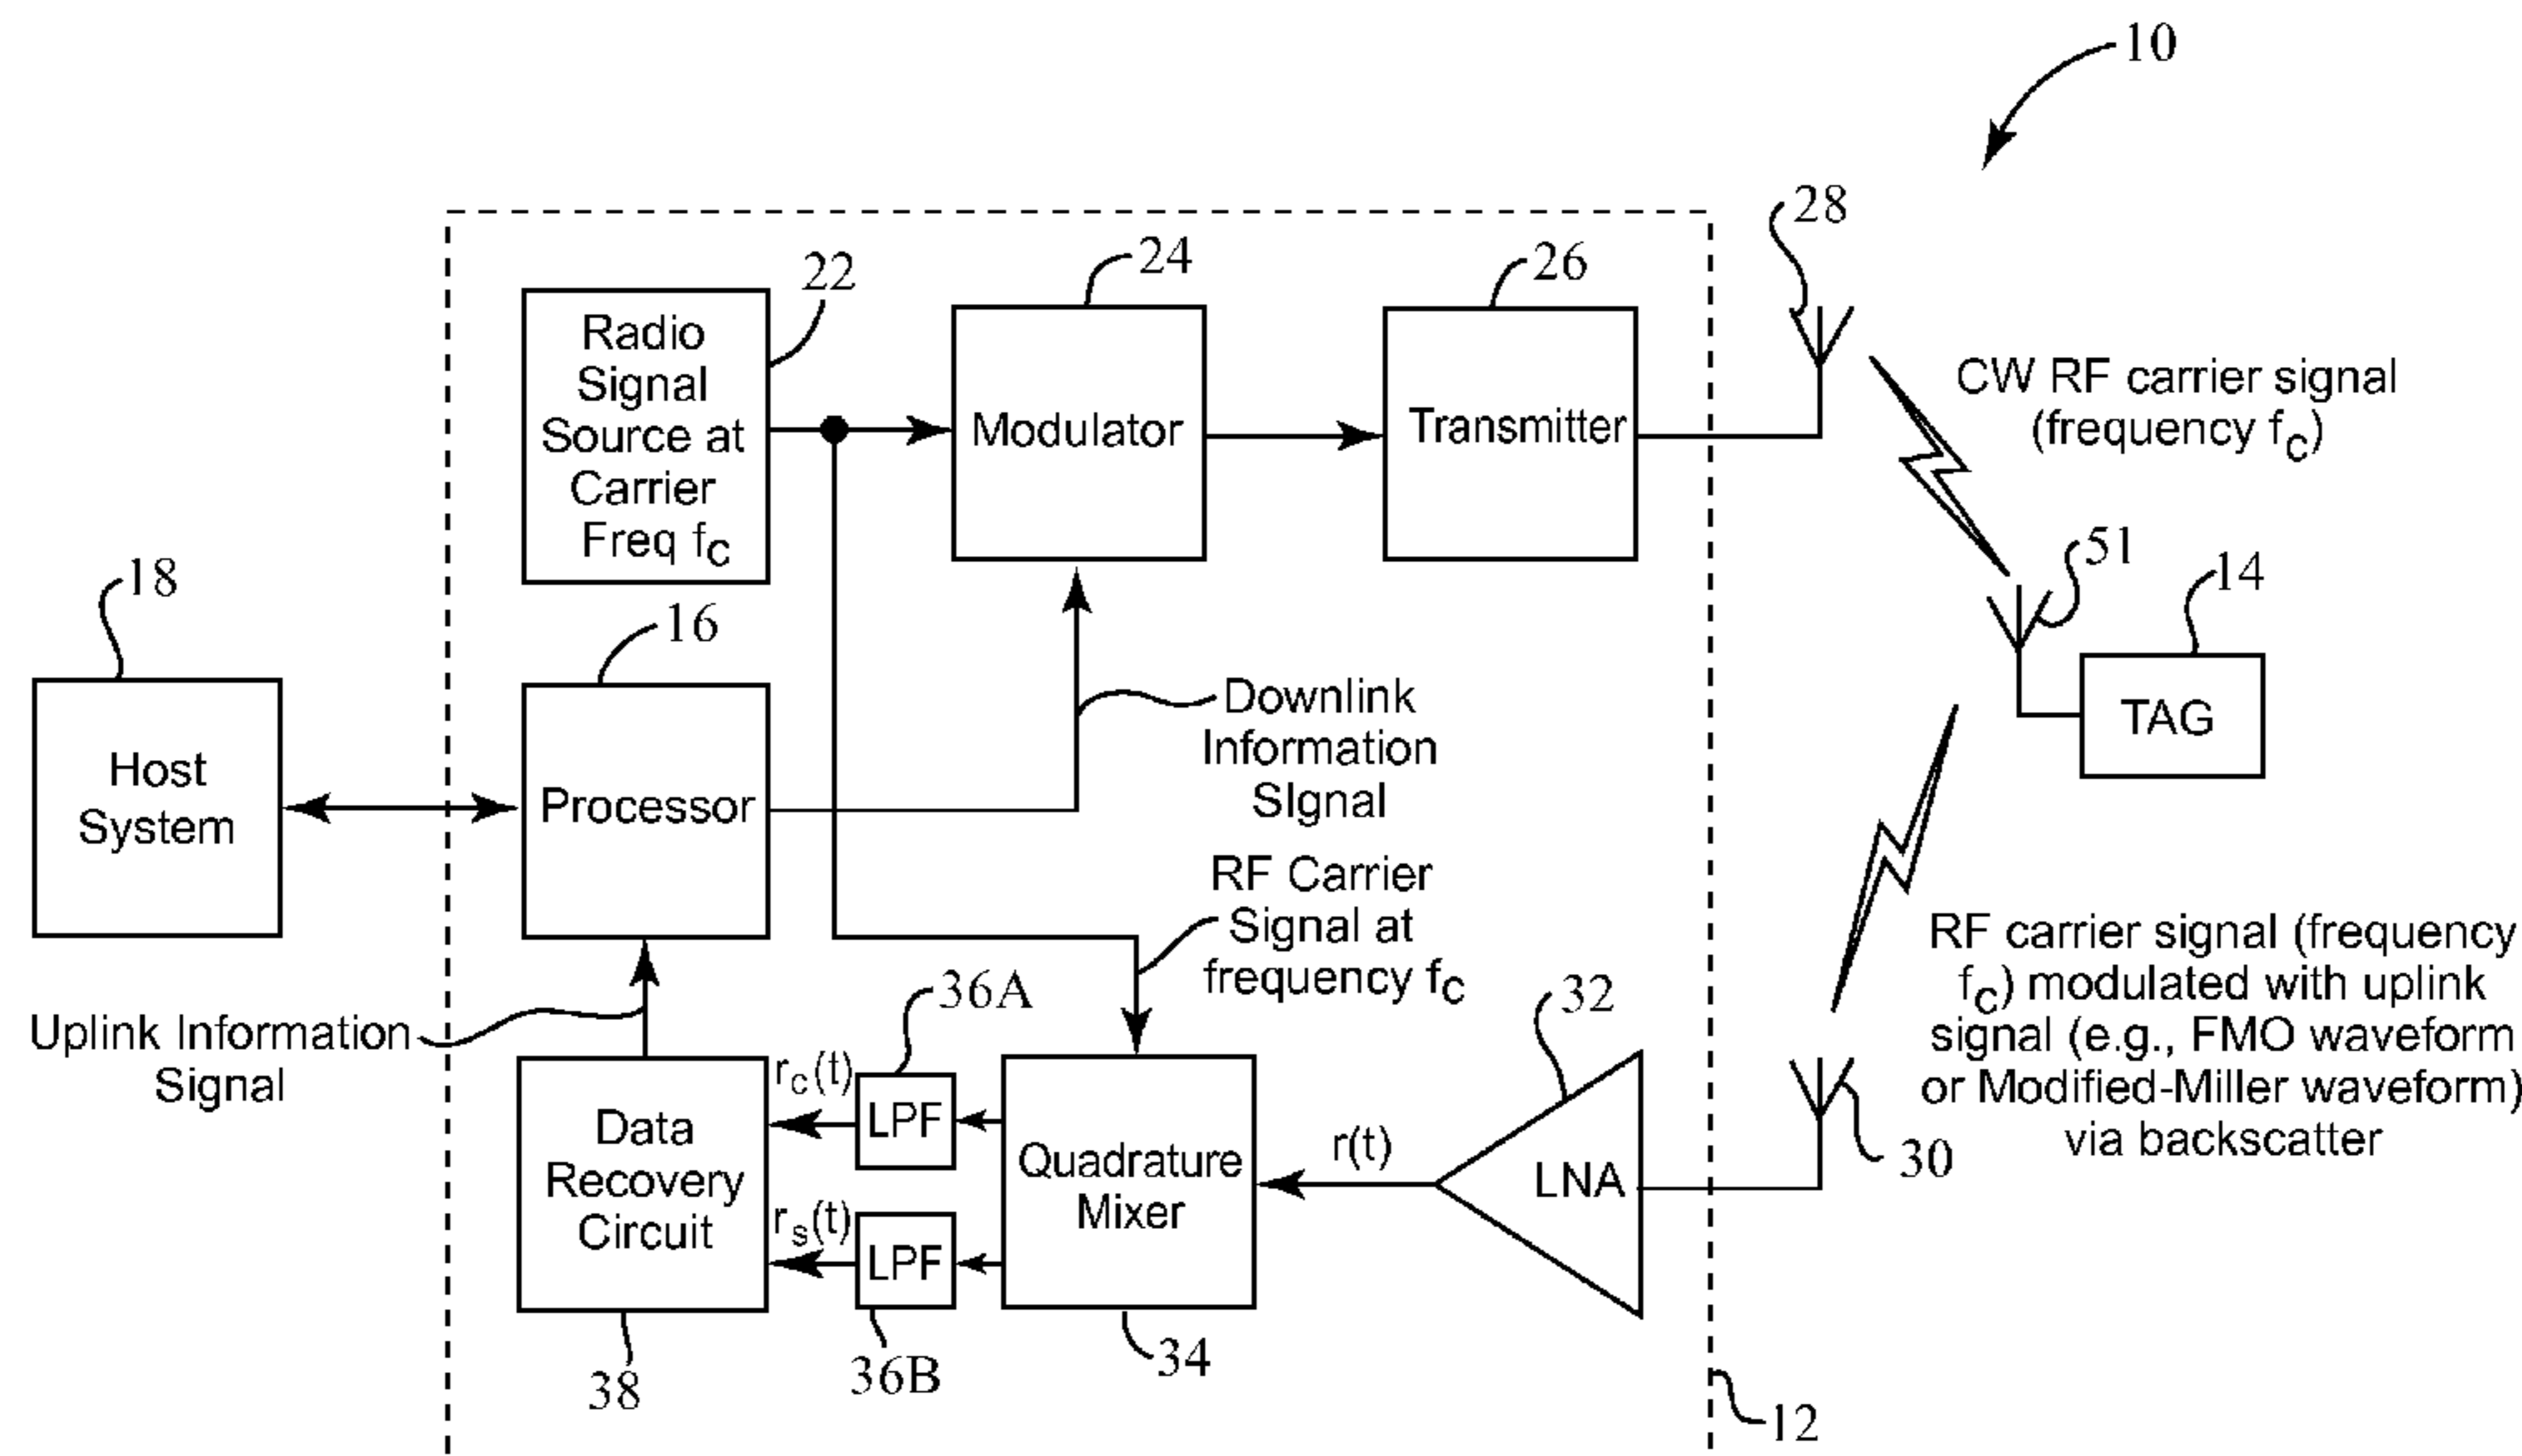 10
28
22
24
26
Radio
Signal
Source at
Carrier
Freq fc
Modulator
Transmitter
CW RF carrier signal
(frequency fc)
51
14
TAG
18
16
Host
System
Processor
Downlink
Information
SIgnal
RF Carrier
Signal at
frequency fc
36A
32
RF carrier signal (frequency
fc) modulated with uplink
signal (e.g., FMO waveform
or Modified-Miller waveform)
via backscatter
30
Uplink Information
Signal
Data
Recovery
Circuit
rc(t)
LPF
rs(t)
LPF
Quadrature
Mixer
r(t)
LNA
38
36B
34
12